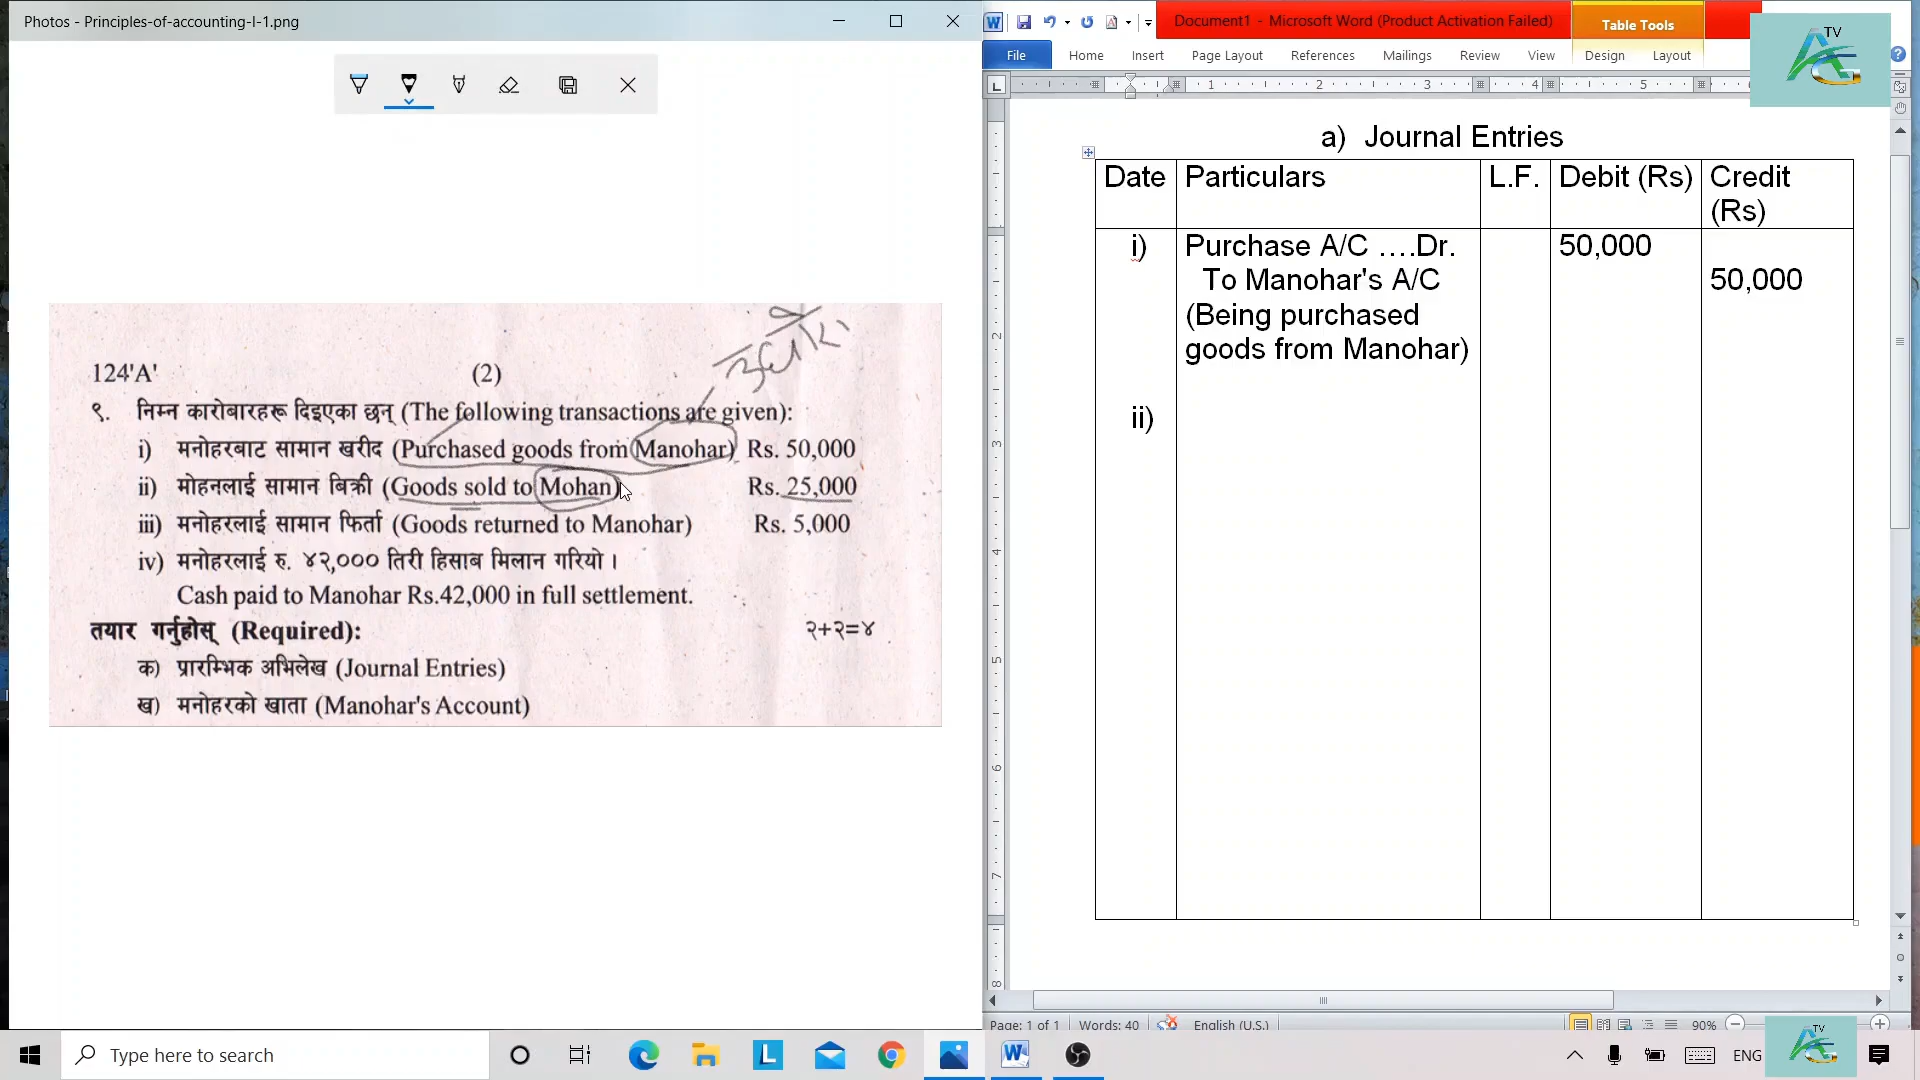 Photos - Principles-of-accounting-I-1.png
Document1 - Microsoft Word (Product Activation Failed)
Table Tools
File Home Insert Page Layout References Mailings Review View Design Layout
TV
124'A' (2)
९. निम्न कारोबारहरू दिइएका छन् (The following transactions are given):
i) मनोहरबाट सामान खरीद (Purchased goods from Manohar) Rs. 50,000
ii) मोहनलाई सामान बिक्री (Goods sold to Mohan) Rs. 25,000
iii) मनोहरलाई सामान फिर्ता (Goods returned to Manohar) Rs. 5,000
iv) मनोहरलाई रु. ४२,००० तिरी हिसाब मिलान गरियो ।
Cash paid to Manohar Rs.42,000 in full settlement.
तयार गर्नुहोस् (Required): २+२=४
क) प्रारम्भिक अभिलेख (Journal Entries)
ख) मनोहरको खाता (Manohar's Account)
a) Journal Entries
Date Particulars L.F. Debit (Rs) Credit (Rs)
i) Purchase A/C ....Dr. 50,000
To Manohar's A/C 50,000
(Being purchased
goods from Manohar)
ii)
Page: 1 of 1 Words: 40 English (U.S.) 90%
Type here to search
ENG
TV